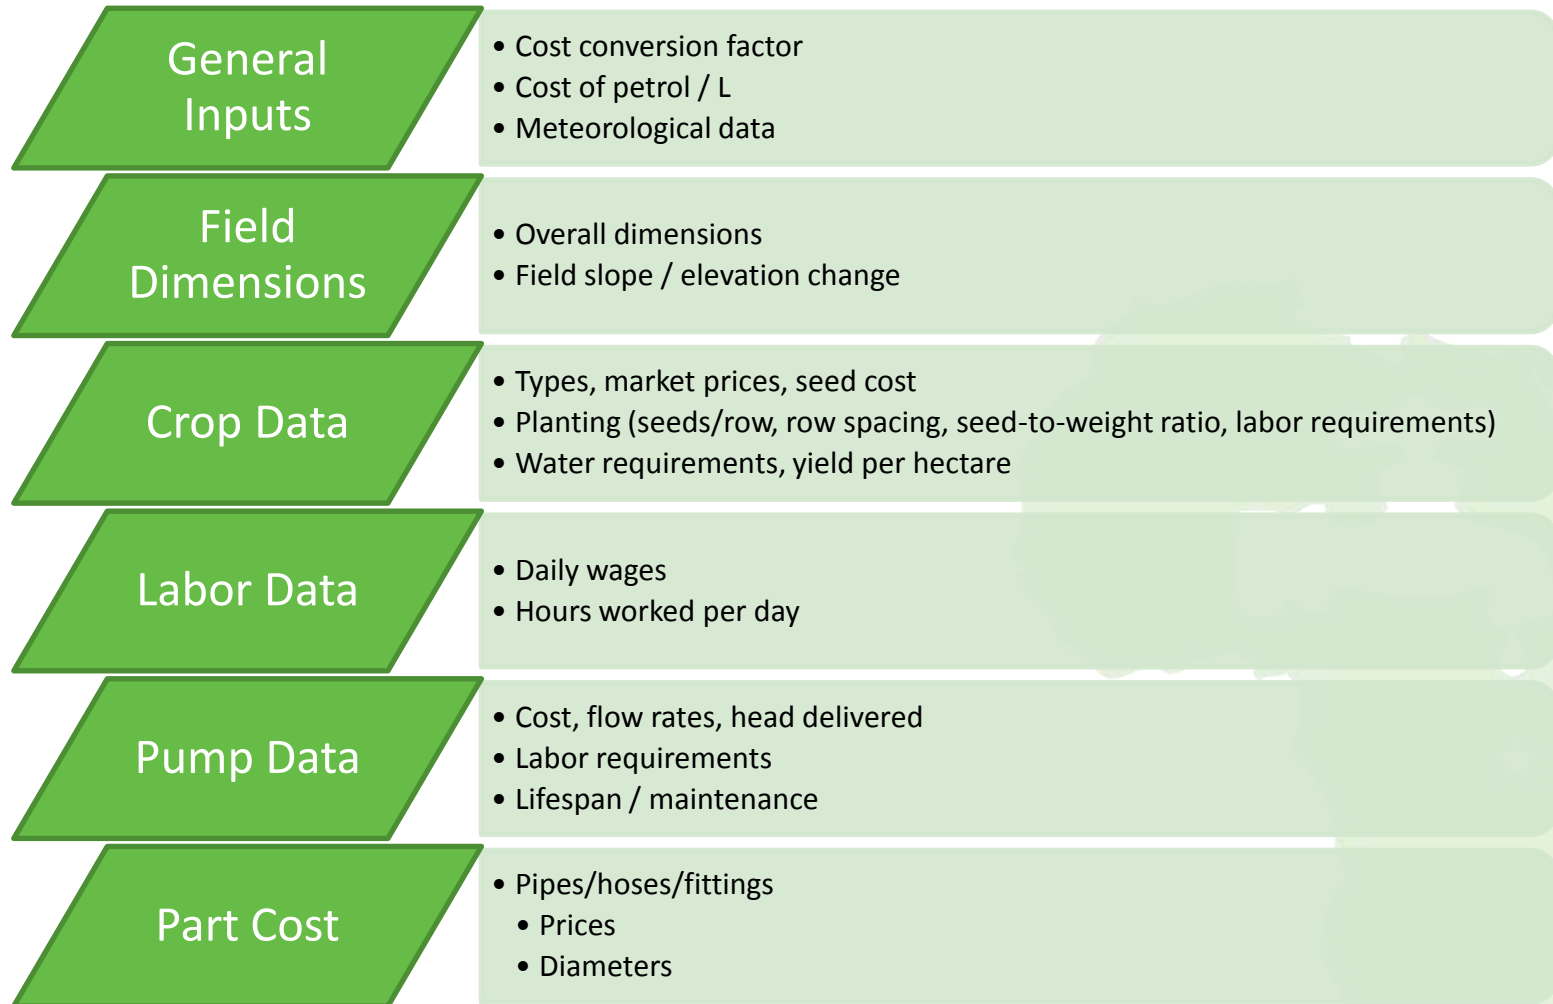 General
Inputs
• Cost conversion factor
• Cost of petrol / L
• Meteorological data
Field
Dimensions
• Overall dimensions
• Field slope / elevation change
Crop Data
• Types, market prices, seed cost
• Planting (seeds/row, row spacing, seed-to-weight ratio, labor requirements)
• Water requirements, yield per hectare
Labor Data
• Daily wages
• Hours worked per day
Pump Data
• Cost, flow rates, head delivered
• Labor requirements
• Lifespan / maintenance
Part Cost
• Pipes/hoses/fittings
• Prices
• Diameters